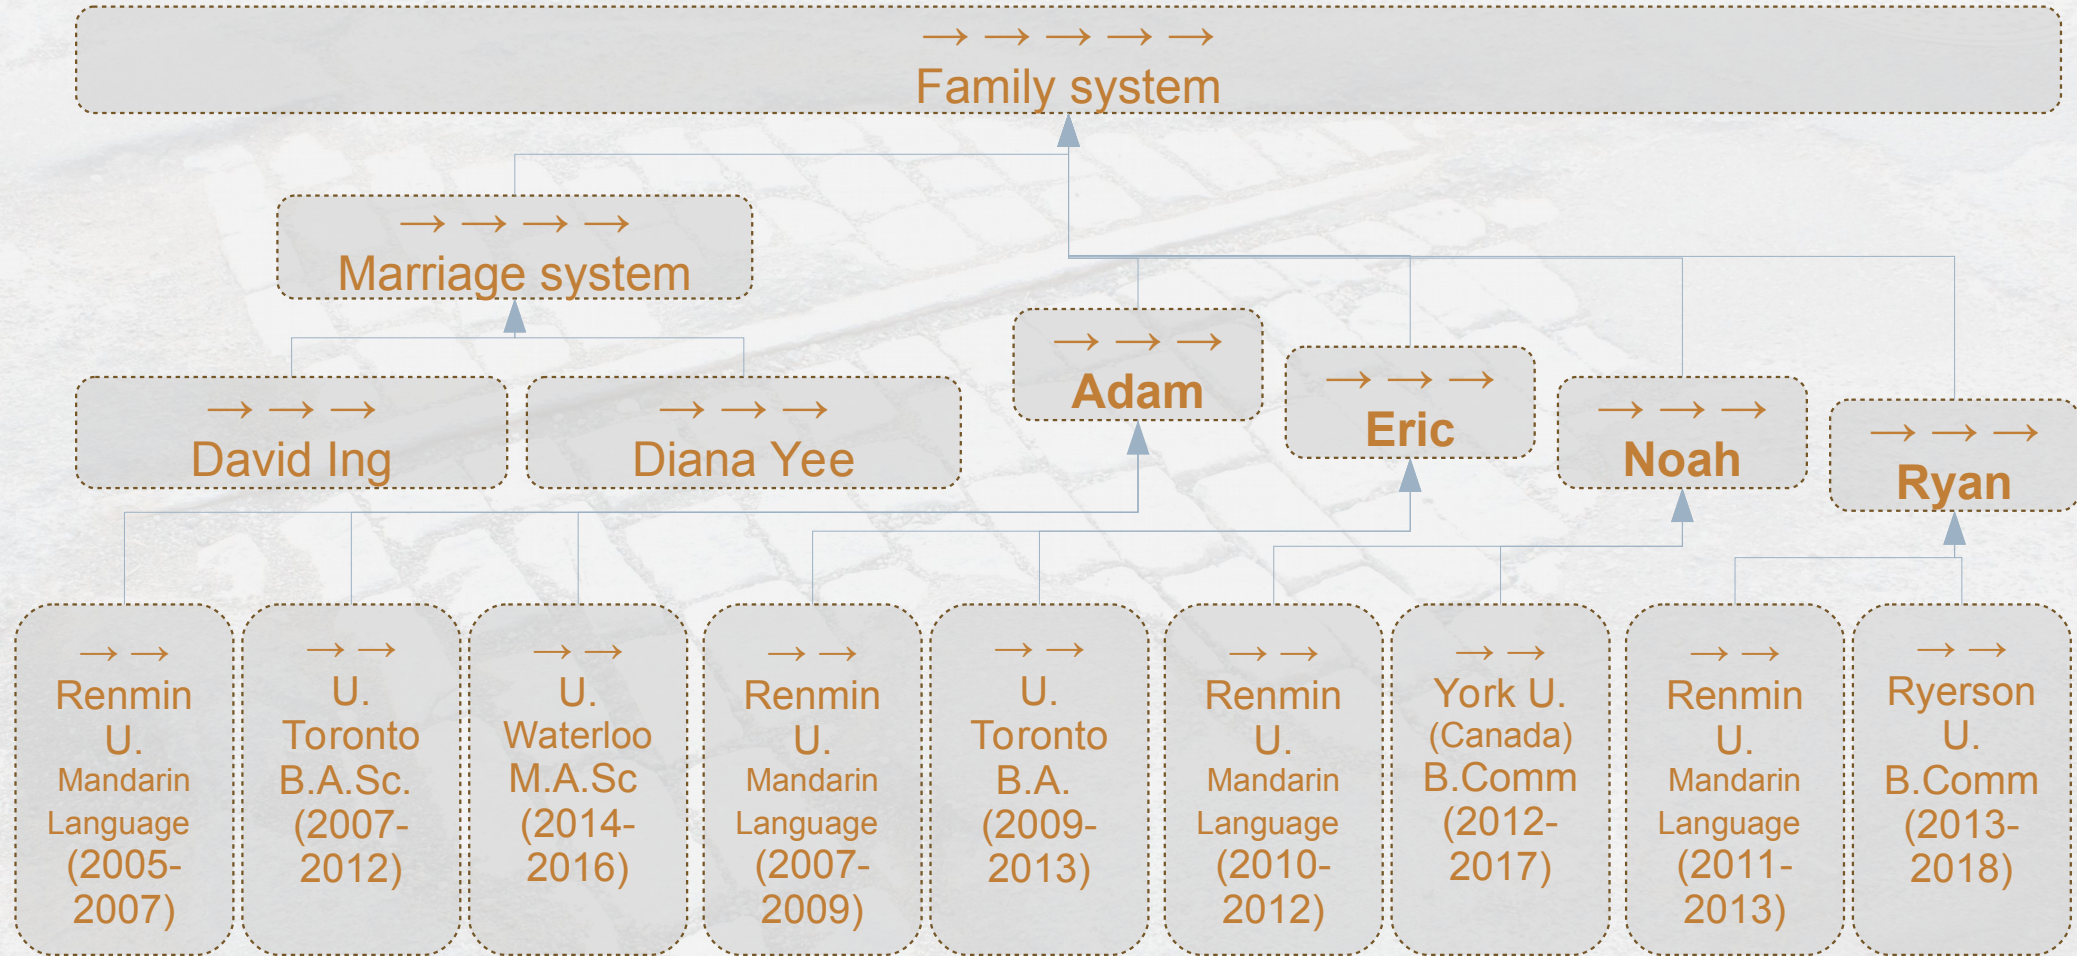 → → → → →
Family system
→ → → →
Marriage system
→ → →
David Ing
→ → →
Diana Yee
→ → →
Adam
→ → →
Eric
→ → →
Noah
→ → →
Ryan
→ →
Renmin
U.
Mandarin
Language
(2005-
2007)
→ →
U.
Toronto
B.A.Sc.
(2007-
2012)
→ →
U.
Waterloo
M.A.Sc
(2014-
2016)
→ →
Renmin
U.
Mandarin
Language
(2007-
2009)
→ →
U.
Toronto
B.A.
(2009-
2013)
→ →
Renmin
U.
Mandarin
Language
(2010-
2012)
→ →
York U.
(Canada)
B.Comm
(2012-
2017)
→ →
Renmin
U.
Mandarin
Language
(2011-
2013)
→ →
Ryerson
U.
B.Comm
(2013-
2018)